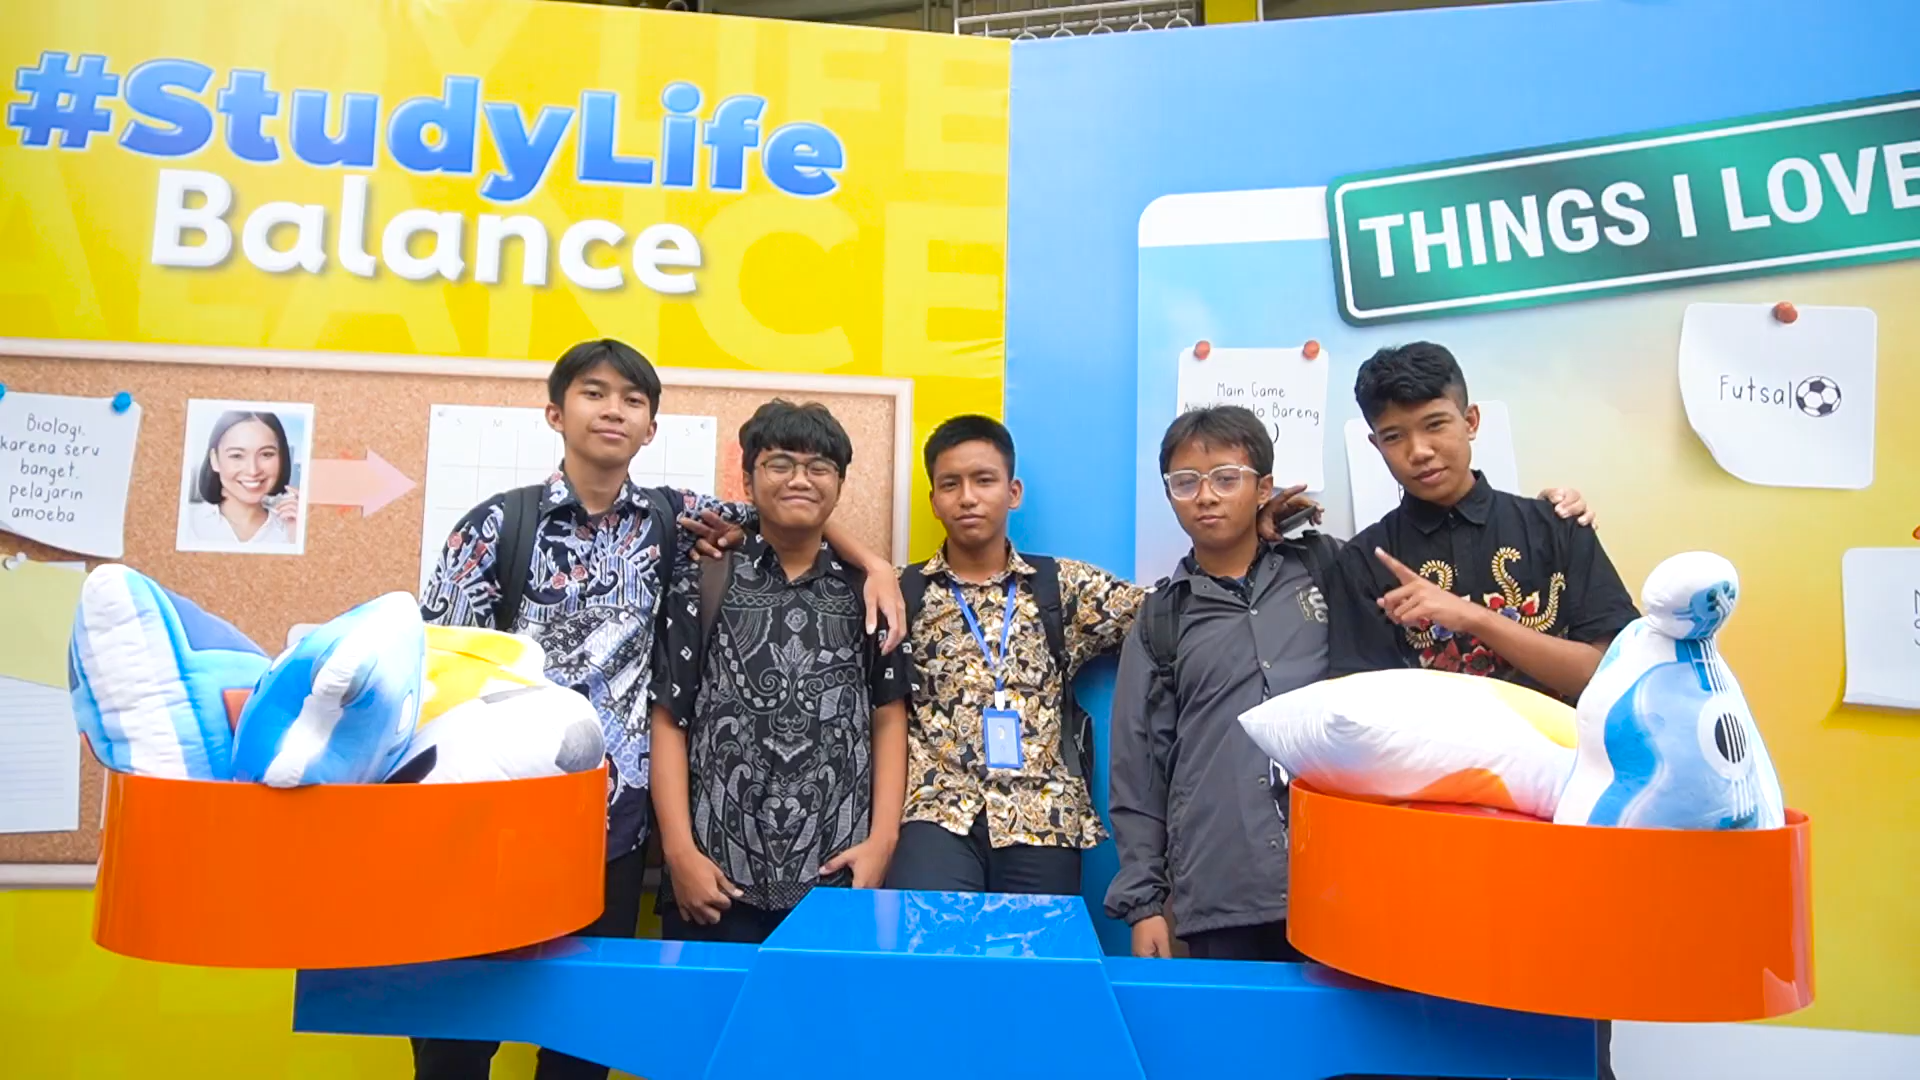 #StudyLife
Balance
THINGS I LOVE
Biologi,
karena seru
banget.
pelajarin
amoeba
S M T
S
Main Game
Bareng
Futsal